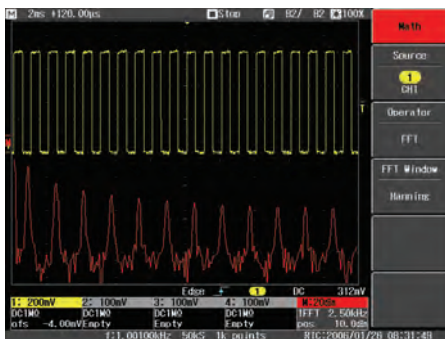 M 2ms +120.00µs Stop 82/ 82 100X
Math
Source
1
CH1
Operator
FFT
FFT Window
Hanning
T
M
Edge 1 DC 312mV
1: 200mV 2: 100mV 3: 100mV 4: 100mV M:20dB
DC1MΩ DC1MΩ DC1MΩ DC1MΩ 1FFT 2.50kHz
ofs -4.00mV Empty Empty Empty pos. 10.0dB
f:1.00100kHz 50kS 1k points RTC:2006/01/26 08:31:49